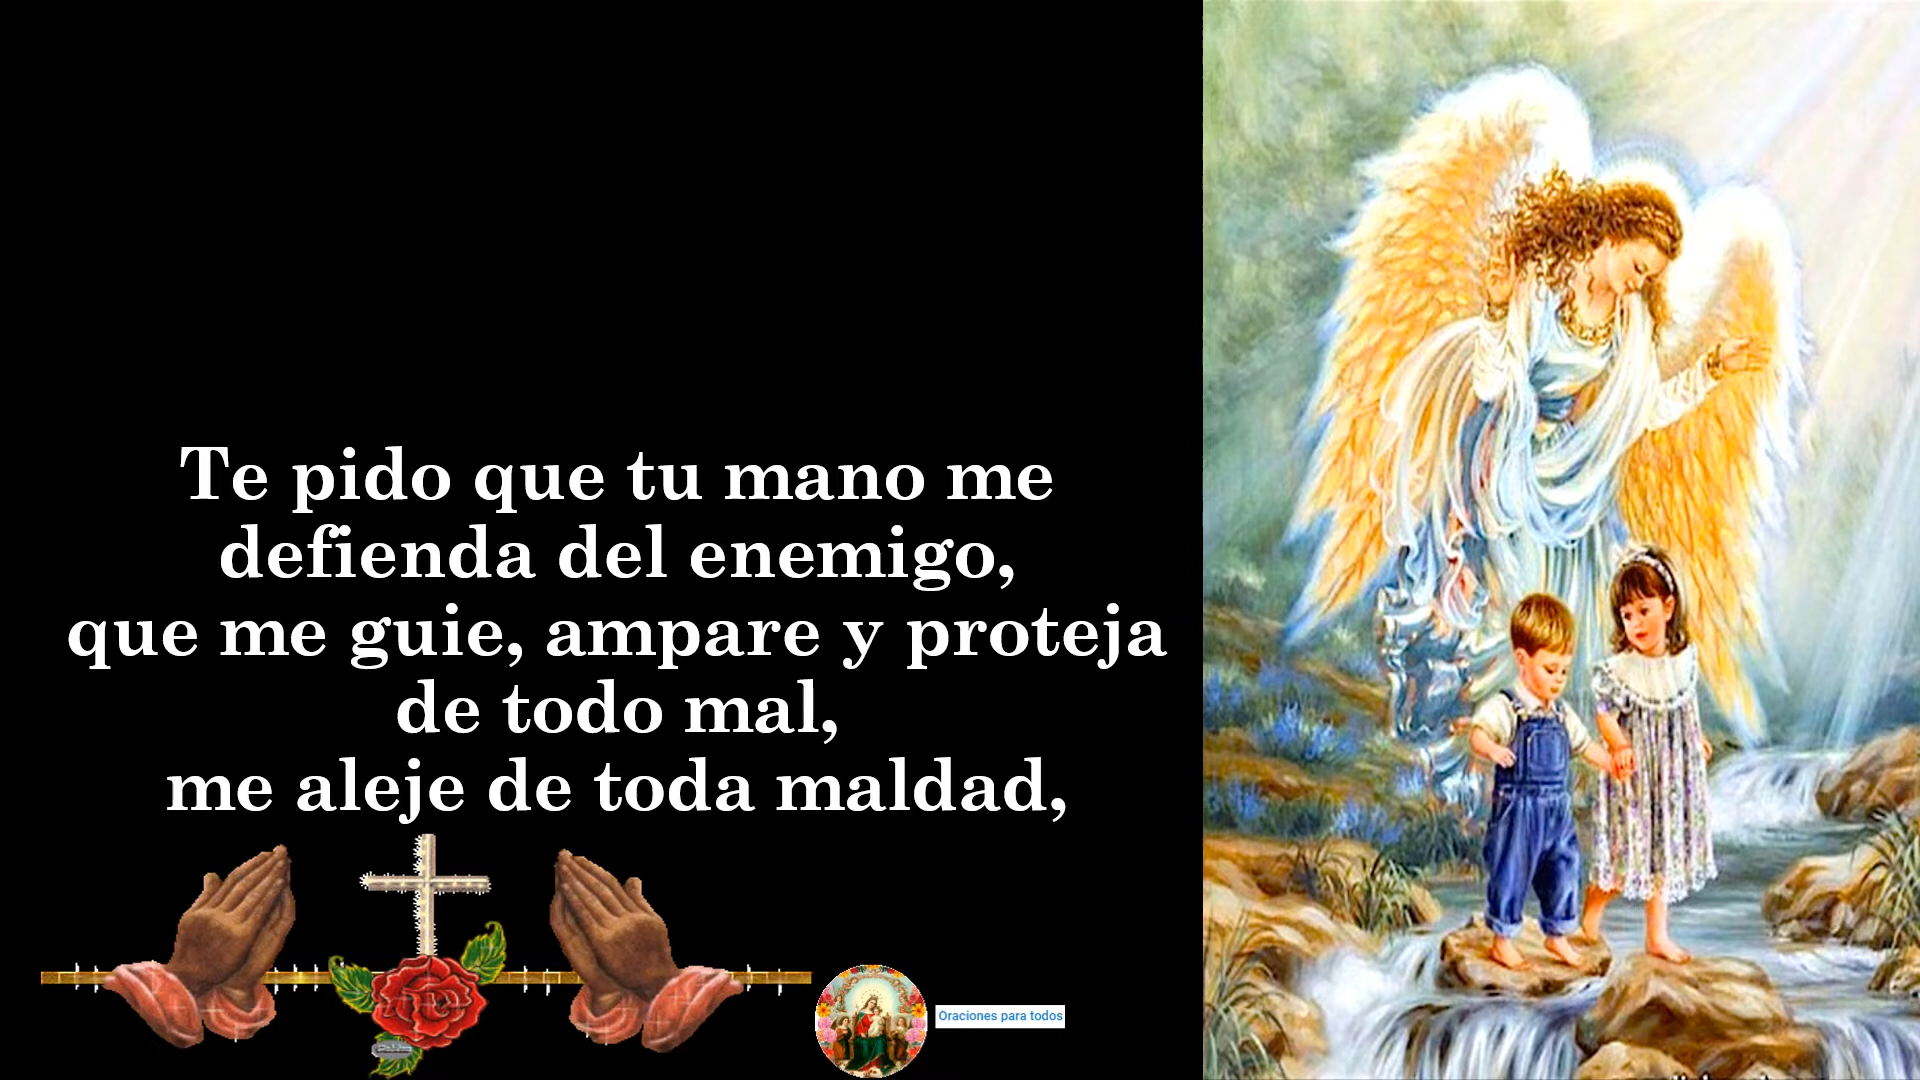 Te pido que tu mano me
defienda del enemigo,
que me guie, ampare y proteja
de todo mal,
me aleje de toda maldad,
Oraciones para todos